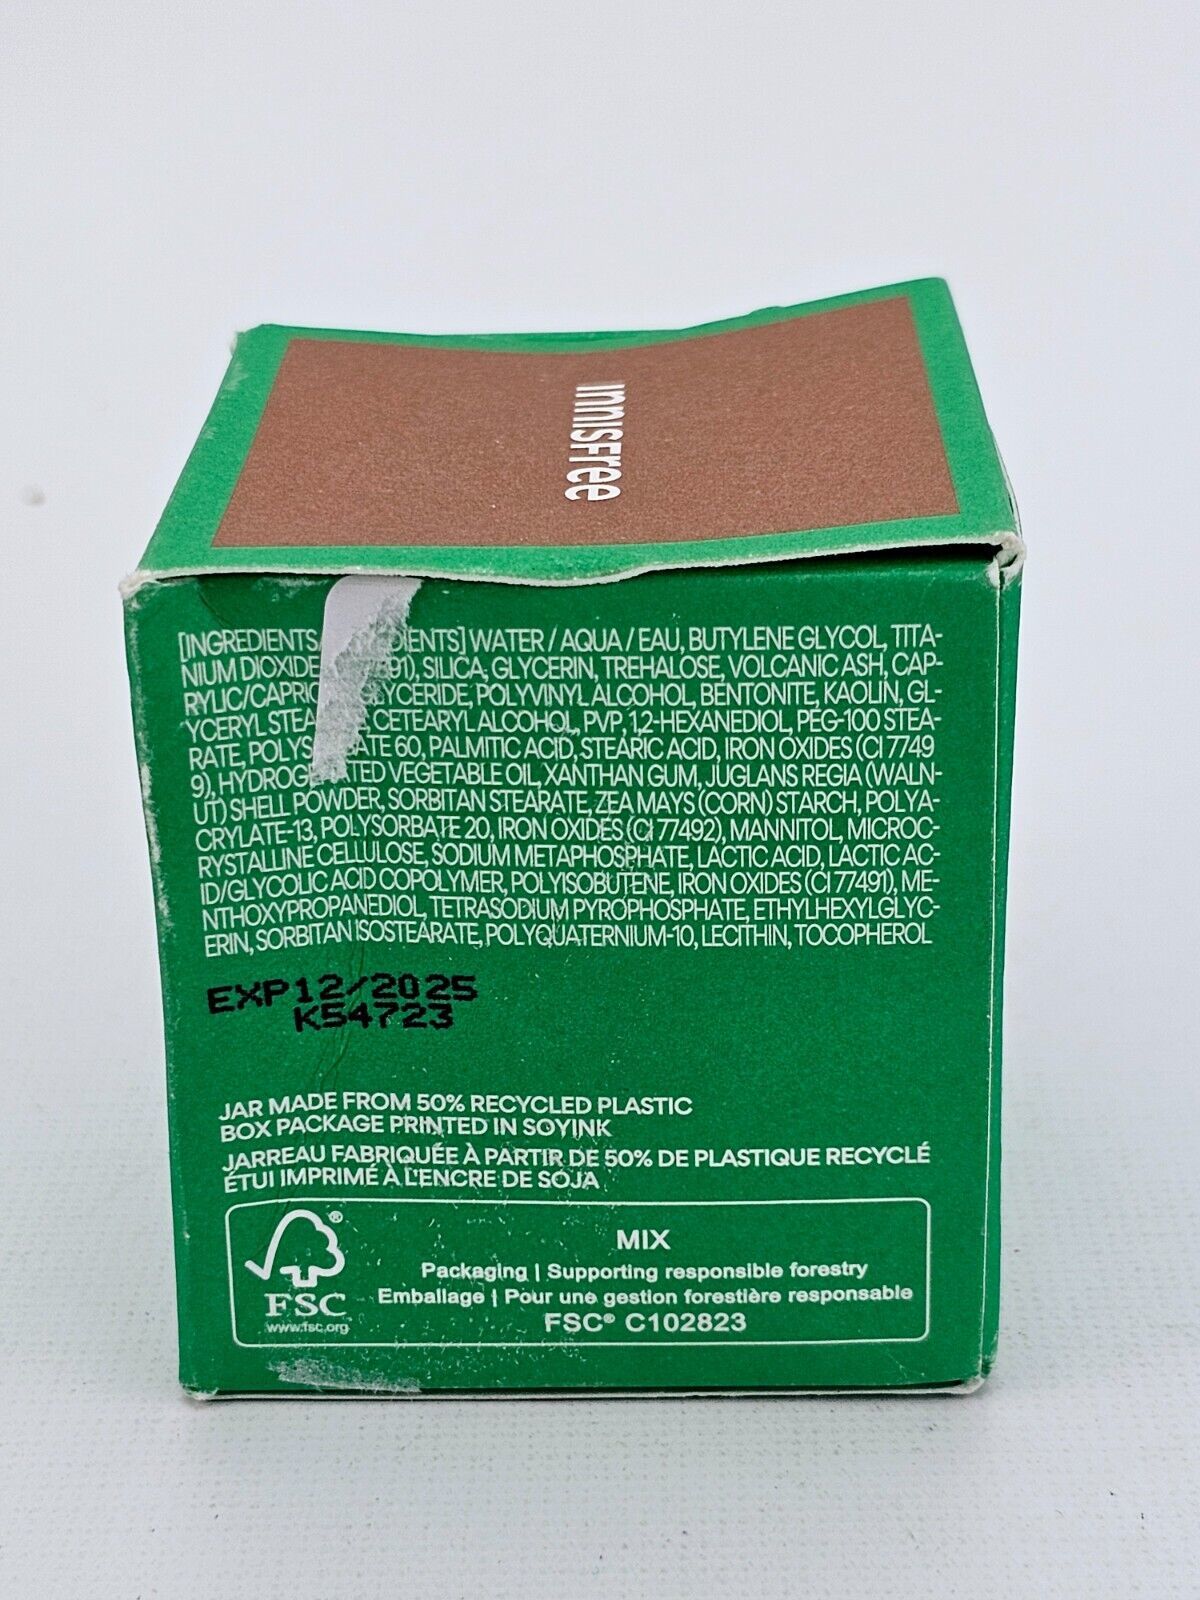 innisfree
[INGREDIENTS/ DIENTS] WATER / AQUA / EAU, BUTYLENE GLYCOL, TITA-
NIUM DIOXIDE 91), SILICA, GLYCERIN, TREHALOSE, VOLCANIC ASH, CAP-
RYLIC/CAPRIC GLYCERIDE, POLYVINYL ALCOHOL, BENTONITE, KAOLIN, GL-
YCERYL STEA CETEARYL ALCOHOL, PVP, 1,2-HEXANEDIOL, PEG-100 STEA-
RATE, POLYS ATE 60, PALMITIC ACID, STEARIC ACID, IRON OXIDES (CI 7749
9), HYDROGENATED VEGETABLE OIL, XANTHAN GUM, JUGLANS REGIA (WALN-
UT) SHELL POWDER, SORBITAN STEARATE, ZEA MAYS (CORN) STARCH, POLYA-
CRYLATE-13, POLYSORBATE 20, IRON OXIDES (CI 77492), MANNITOL, MICROC-
RYSTALLINE CELLULOSE, SODIUM METAPHOSPHATE, LACTIC ACID, LACTIC AC-
ID/GLYCOLIC ACID COPOLYMER, POLYISOBUTENE, IRON OXIDES (CI 77491), ME-
NTHOXYPROPANEDIOL, TETRASODIUM PYROPHOSPHATE, ETHYLHEXYLGLYC-
ERIN, SORBITAN ISOSTEARATE, POLYQUATERNIUM-10, LECITHIN, TOCOPHEROL
EXP12/2025
K54723
JAR MADE FROM 50% RECYCLED PLASTIC
BOX PACKAGE PRINTED IN SOYINK
JARREAU FABRIQUÉE À PARTIR DE 50% DE PLASTIQUE RECYCLÉ
ÉTUI IMPRIMÉ À L'ENCRE DE SOJA
®
FSC
www.fsc.org
MIX
Packaging | Supporting responsible forestry
Emballage | Pour une gestion forestière responsable
FSC® C102823